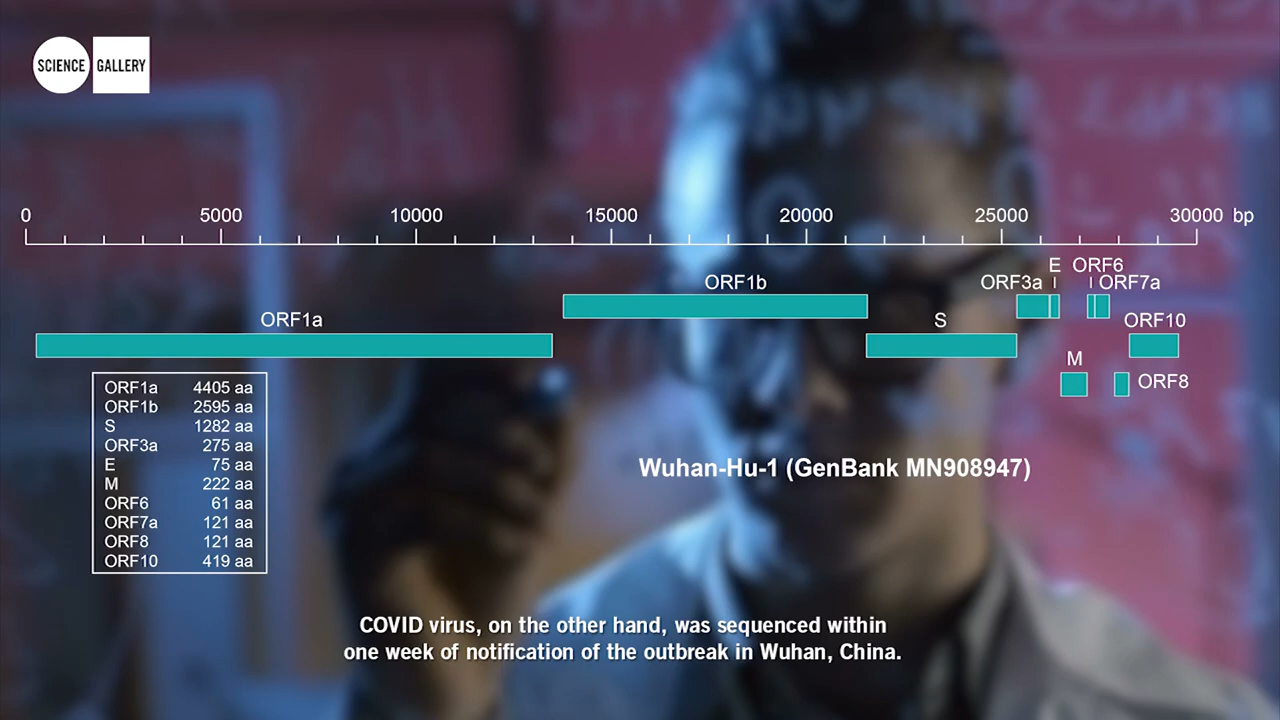 SCIENCE GALLERY
0 5000 10000 15000 20000 25000 30000 bp
E ORF6
ORF1b ORF3a ORF7a
ORF1a S ORF10
M
ORF8
ORF1a 4405 aa
ORF1b 2595 aa
S 1282 aa
ORF3a 275 aa
E 75 aa
M 222 aa
ORF6 61 aa
ORF7a 121 aa
ORF8 121 aa
ORF10 419 aa
Wuhan-Hu-1 (GenBank MN908947)
COVID virus, on the other hand, was sequenced within
one week of notification of the outbreak in Wuhan, China.